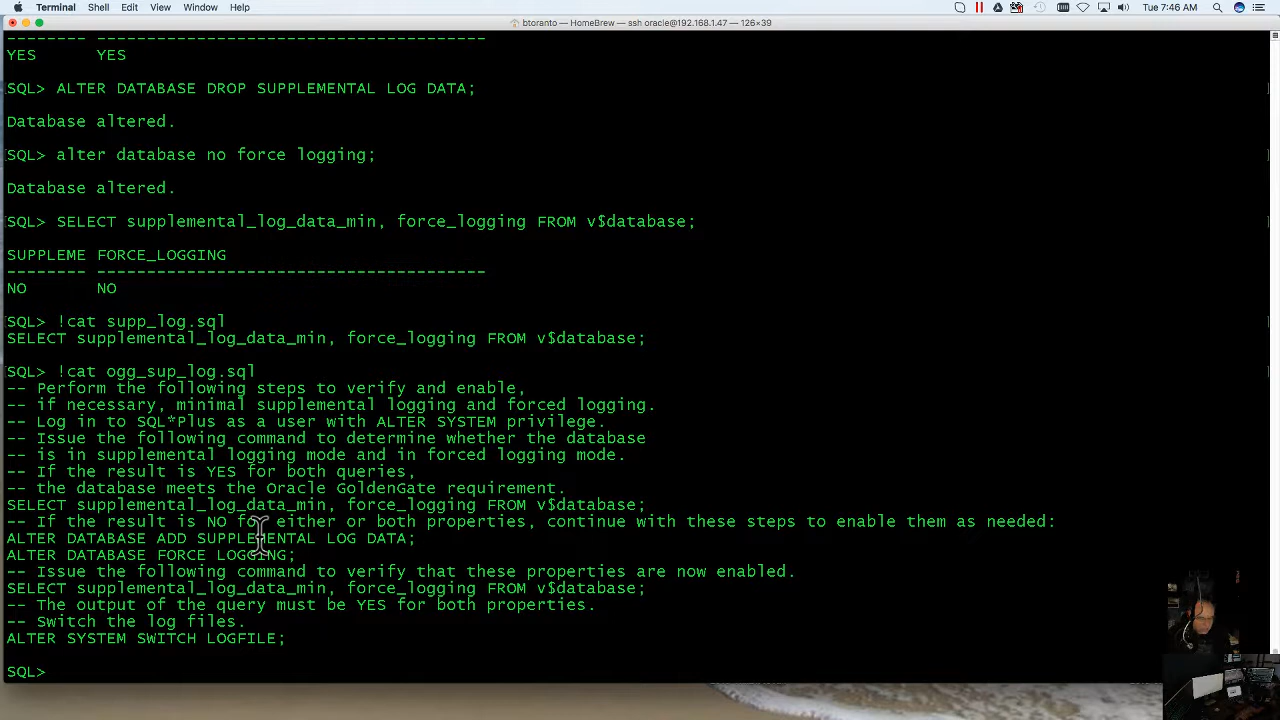 Terminal Shell Edit View Window Help Tue 7:46 AM
btoranto — HomeBrew — ssh oracle@192.168.1.47 — 126×39
-------- ---------------------------------------
YES YES
SQL> ALTER DATABASE DROP SUPPLEMENTAL LOG DATA;
Database altered.
SQL> alter database no force logging;
Database altered.
SQL> SELECT supplemental_log_data_min, force_logging FROM v$database;
SUPPLEME FORCE_LOGGING
-------- ---------------------------------------
NO NO
SQL> !cat supp_log.sql
SELECT supplemental_log_data_min, force_logging FROM v$database;
SQL> !cat ogg_sup_log.sql
-- Perform the following steps to verify and enable,
-- if necessary, minimal supplemental logging and forced logging.
-- Log in to SQL*Plus as a user with ALTER SYSTEM privilege.
-- Issue the following command to determine whether the database
-- is in supplemental logging mode and in forced logging mode.
-- If the result is YES for both queries,
-- the database meets the Oracle GoldenGate requirement.
SELECT supplemental_log_data_min, force_logging FROM v$database;
-- If the result is NO for either or both properties, continue with these steps to enable them as needed:
ALTER DATABASE ADD SUPPLEMENTAL LOG DATA;
ALTER DATABASE FORCE LOGGING;
-- Issue the following command to verify that these properties are now enabled.
SELECT supplemental_log_data_min, force_logging FROM v$database;
-- The output of the query must be YES for both properties.
-- Switch the log files.
ALTER SYSTEM SWITCH LOGFILE;
SQL>